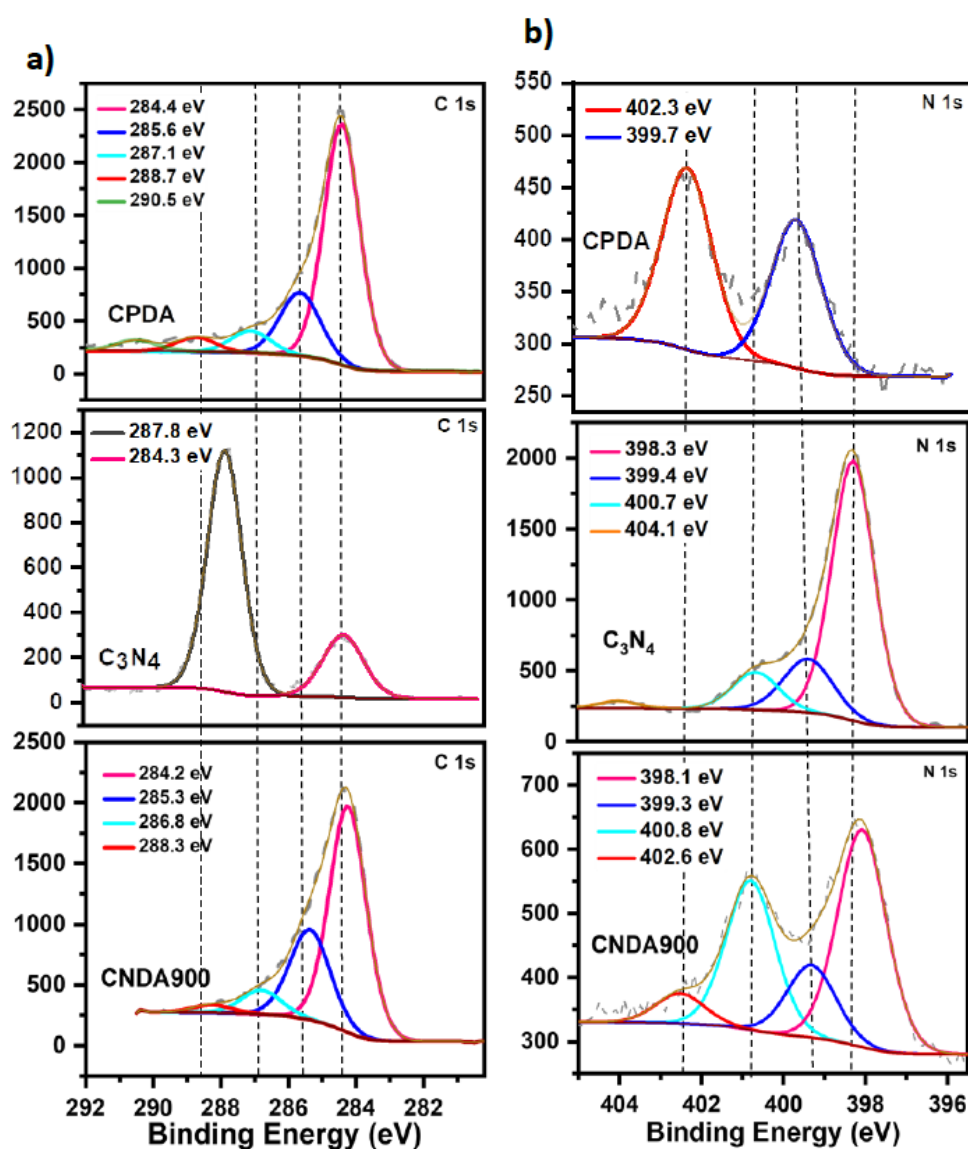 a)
C 1s
284.4 eV
285.6 eV
287.1 eV
288.7 eV
290.5 eV
CPDA
2500
2000
1500
1000
500
0
C 1s
287.8 eV
284.3 eV
C3N4
1200
1000
800
600
400
200
0
C 1s
284.2 eV
285.3 eV
286.8 eV
288.3 eV
CNDA900
2500
2000
1500
1000
500
0
292 290 288 286 284 282
Binding Energy (eV)
b)
N 1s
402.3 eV
399.7 eV
CPDA
550
500
450
400
350
300
250
N 1s
398.3 eV
399.4 eV
400.7 eV
404.1 eV
C3N4
2000
1500
1000
500
0
N 1s
398.1 eV
399.3 eV
400.8 eV
402.6 eV
CNDA900
700
600
500
400
300
404 402 400 398 396
Binding Energy (eV)